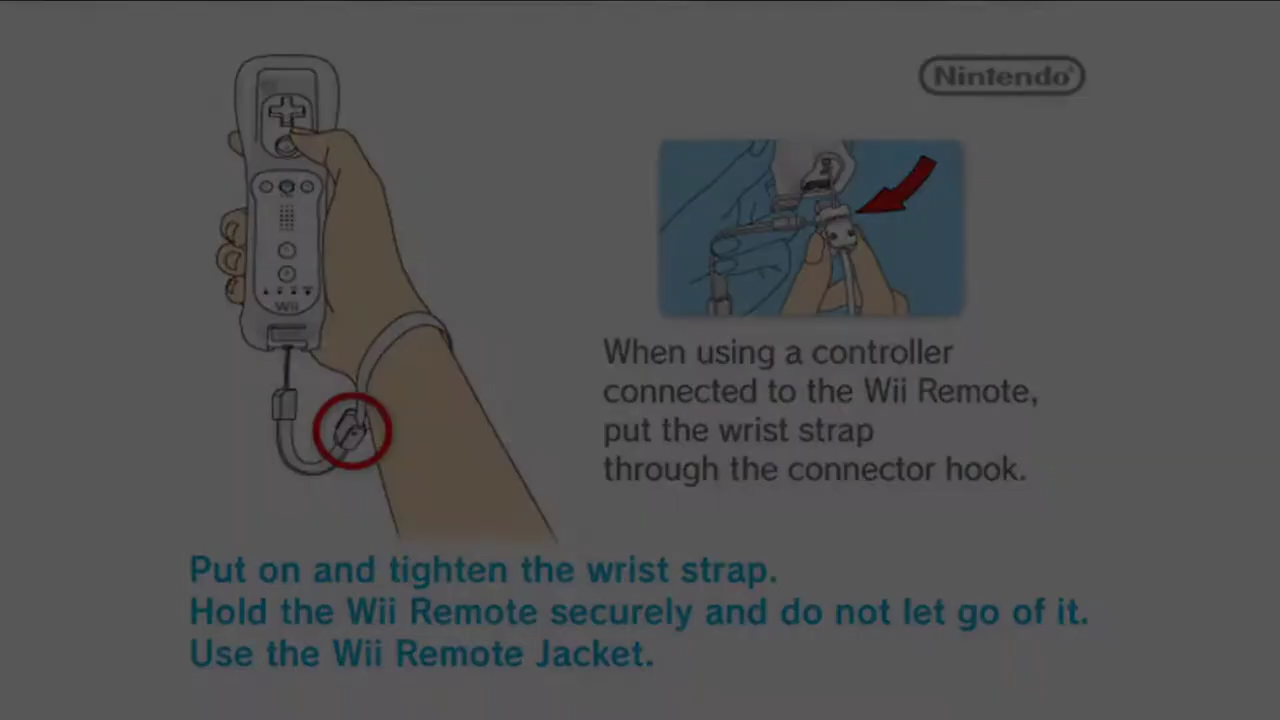 Nintendo®
Wii
When using a controller
connected to the Wii Remote,
put the wrist strap
through the connector hook.
Put on and tighten the wrist strap.
Hold the Wii Remote securely and do not let go of it.
Use the Wii Remote Jacket.